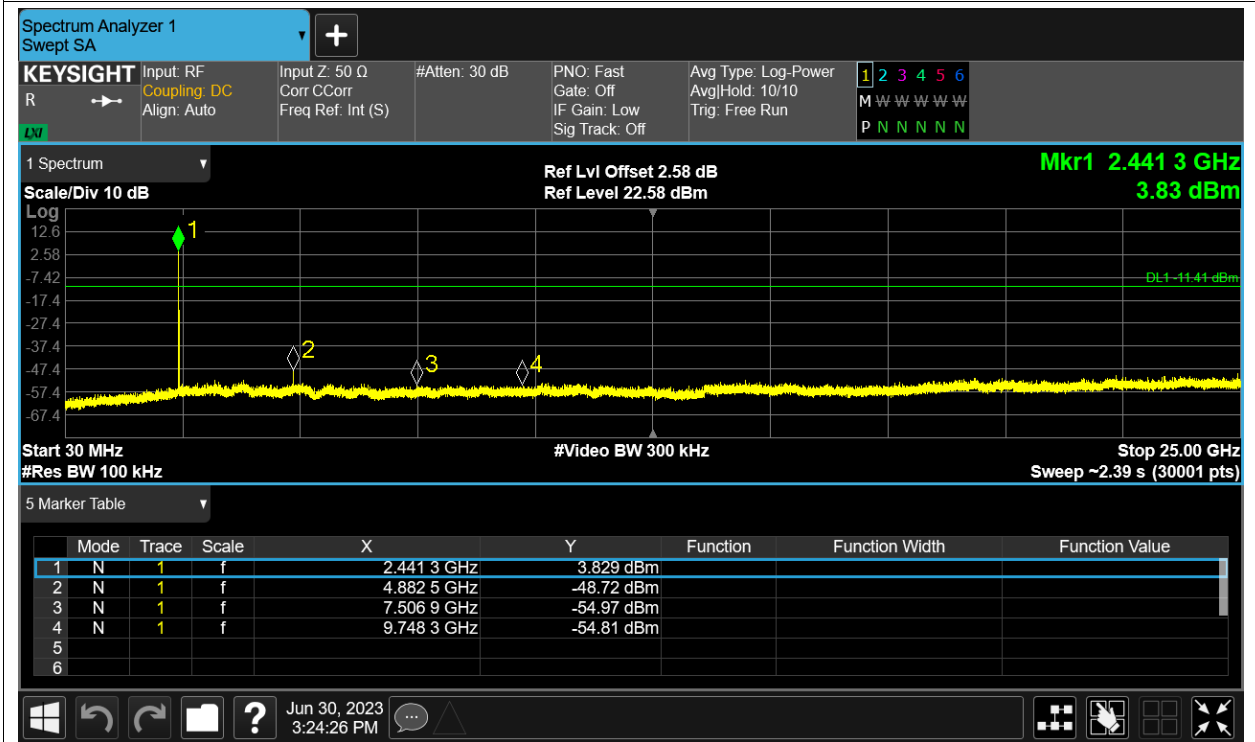 Spectrum Analyzer 1
Swept SA
+
KEYSIGHT
R
LXI
Input: RF
Coupling: DC
Align: Auto
Input Z: 50 Ω
Corr CCorr
Freq Ref: Int (S)
#Atten: 30 dB
PNO: Fast
Gate: Off
IF Gain: Low
Sig Track: Off
Avg Type: Log-Power
Avg|Hold: 10/10
Trig: Free Run
1 2 3 4 5 6
M W W W W W
P N N N N N
1 Spectrum
Scale/Div 10 dB
Ref Lvl Offset 2.58 dB
Ref Level 22.58 dBm
Mkr1 2.441 3 GHz
3.83 dBm
Log
12.6
2.58
-7.42
-17.4
-27.4
-37.4
-47.4
-57.4
-67.4
1
2
3
4
DL1 -11.41 dBm
Start 30 MHz
#Video BW 300 kHz
Stop 25.00 GHz
#Res BW 100 kHz
Sweep ~2.39 s (30001 pts)
5 Marker Table
Mode Trace Scale X Y Function Function Width Function Value
1 N 1 f 2.441 3 GHz 3.829 dBm
2 N 1 f 4.882 5 GHz -48.72 dBm
3 N 1 f 7.506 9 GHz -54.97 dBm
4 N 1 f 9.748 3 GHz -54.81 dBm
5
6
?
Jun 30, 2023
3:24:26 PM